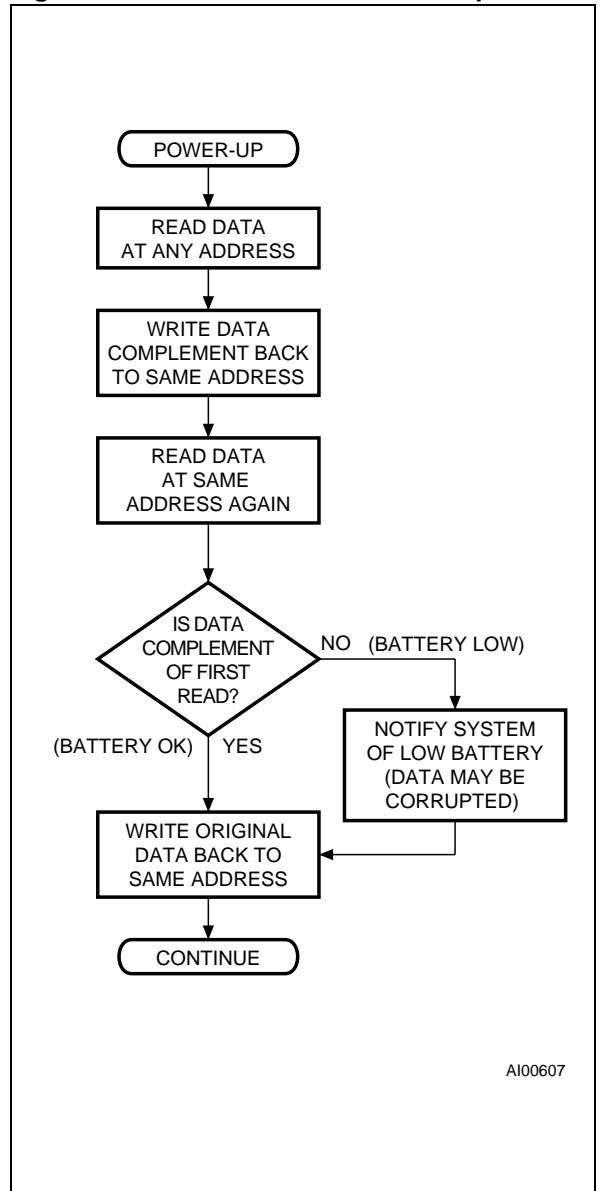 POWER-UP
READ DATA
AT ANY ADDRESS
WRITE DATA
COMPLEMENT BACK
TO SAME ADDRESS
READ DATA
AT SAME
ADDRESS AGAIN
IS DATA
COMPLEMENT
OF FIRST
READ?
NO (BATTERY LOW)
NOTIFY SYSTEM
OF LOW BATTERY
(DATA MAY BE
CORRUPTED)
(BATTERY OK) YES
WRITE ORIGINAL
DATA BACK TO
SAME ADDRESS
CONTINUE
AI00607